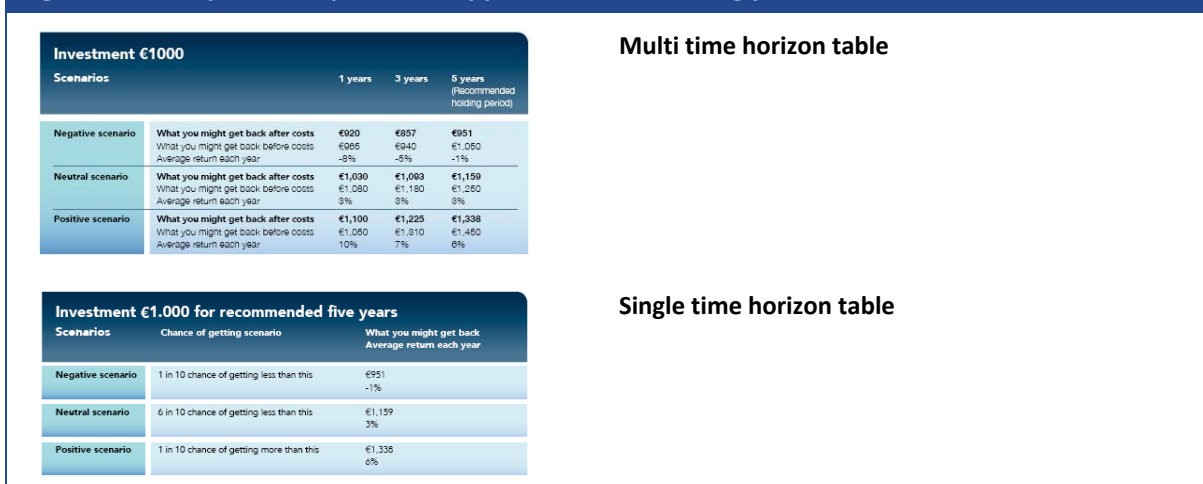 Multi time horizon table
Investment €1000
Scenarios 1 years 3 years 5 years
(Recommended
holding period)
Negative scenario What you might get back after costs €920 €857 €951
What you might get back before costs €965 €940 €1,050
Average return each year -8% -5% -1%
Neutral scenario What you might get back after costs €1,030 €1,093 €1,159
What you might get back before costs €1,080 €1,180 €1,250
Average return each year 3% 3% 3%
Positive scenario What you might get back after costs €1,100 €1,225 €1,338
What you might get back before costs €1,050 €1,310 €1,450
Average return each year 10% 7% 6%
Single time horizon table
Investment €1.000 for recommended five years
Scenarios Chance of getting scenario What you might get back
Average return each year
Negative scenario 1 in 10 chance of getting less than this €951
-1%
Neutral scenario 6 in 10 chance of getting less than this €1,159
3%
Positive scenario 1 in 10 chance of getting more than this €1,338
6%